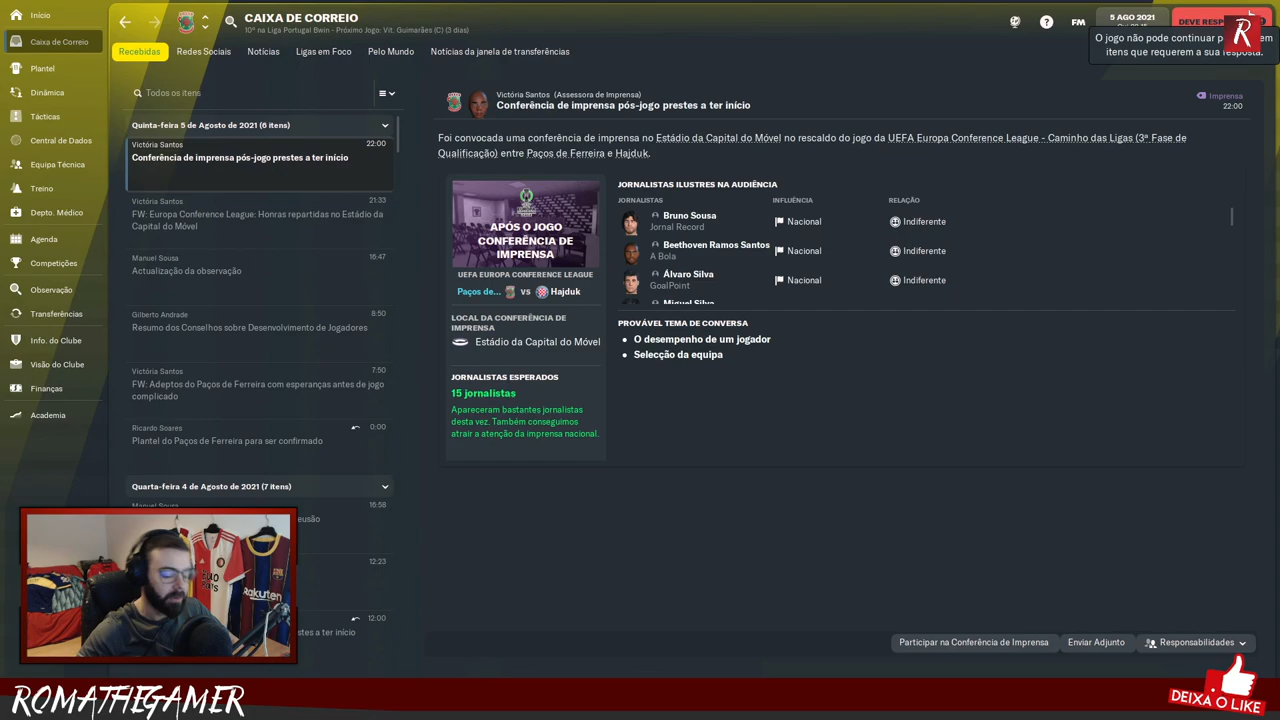 Início
Caixa de Correio
Plantel
Dinâmica
Tácticas
Central de Dados
Equipa Técnica
Treino
Depto. Médico
Agenda
Competições
Observação
Transferências
Info. do Clube
Visão do Clube
Finanças
Academia
CAIXA DE CORREIO
10º na Liga Portugal Bwin - Próximo Jogo: Vit. Guimarães (C) (3 dias)
FM
5 AGO 2021
DEVE RESP
R
O jogo não pode continuar
itens que requerem a sua resposta.
Recebidas
Redes Sociais
Notícias
Ligas em Foco
Pelo Mundo
Notícias da janela de transferências
Todos os itens
Quinta-feira 5 de Agosto de 2021 (6 itens)
Victória Santos 22:00
Conferência de imprensa pós-jogo prestes a ter início
Victória Santos 21:33
FW: Europa Conference League: Honras repartidas no Estádio da
Capital do Móvel
Manuel Sousa 16:47
Actualização da observação
Gilberto Andrade 8:50
Resumo dos Conselhos sobre Desenvolvimento de Jogadores
Victória Santos 7:50
FW: Adeptos do Paços de Ferreira com esperanças antes de jogo
complicado
Ricardo Soares 0:00
Plantel do Paços de Ferreira para ser confirmado
Quarta-feira 4 de Agosto de 2021 (7 itens)
Manuel Sousa 16:58
eusão
12:23
12:00
stes a ter início
Victória Santos (Assessora de Imprensa)
Conferência de imprensa pós-jogo prestes a ter início
Imprensa
22:00
Foi convocada uma conferência de imprensa no Estádio da Capital do Móvel no rescaldo do jogo da UEFA Europa Conference League - Caminho das Ligas (3ª Fase de
Qualificação) entre Paços de Ferreira e Hajduk.
APÓS O JOGO
CONFERÊNCIA DE
IMPRENSA
UEFA EUROPA CONFERENCE LEAGUE
Paços de... vs Hajduk
LOCAL DA CONFERÊNCIA DE
IMPRENSA
Estádio da Capital do Móvel
JORNALISTAS ESPERADOS
15 jornalistas
Apareceram bastantes jornalistas
desta vez. Também conseguimos
atrair a atenção da imprensa nacional.
JORNALISTAS ILUSTRES NA AUDIÊNCIA
JORNALISTAS INFLUÊNCIA RELAÇÃO
Bruno Sousa
Jornal Record
Nacional Indiferente
Beethoven Ramos Santos
A Bola
Nacional Indiferente
Álvaro Silva
GoalPoint
Nacional Indiferente
Miguel Silva
PROVÁVEL TEMA DE CONVERSA
O desempenho de um jogador
Selecção da equipa
Participar na Conferência de Imprensa
Enviar Adjunto
Responsabilidades
Rakuten
ROMATHEGAMER
DEIXA O LIKE